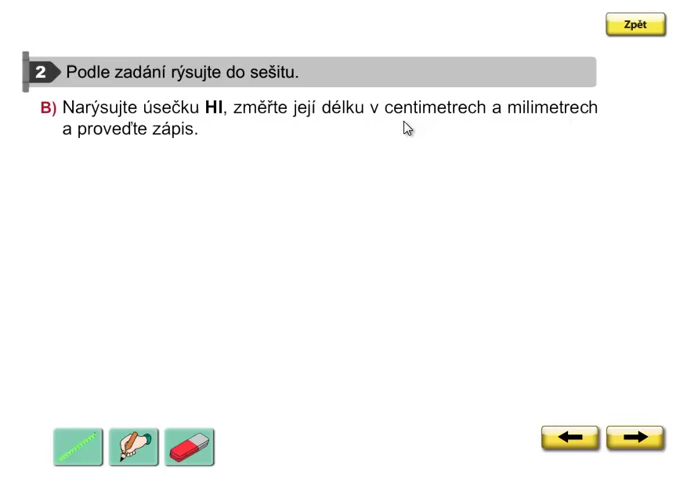 Zpět
2 Podle zadání rýsujte do sešitu.
B) Narýsujte úsečku HI, změřte její délku v centimetrech a milimetrech
a proveďte zápis.